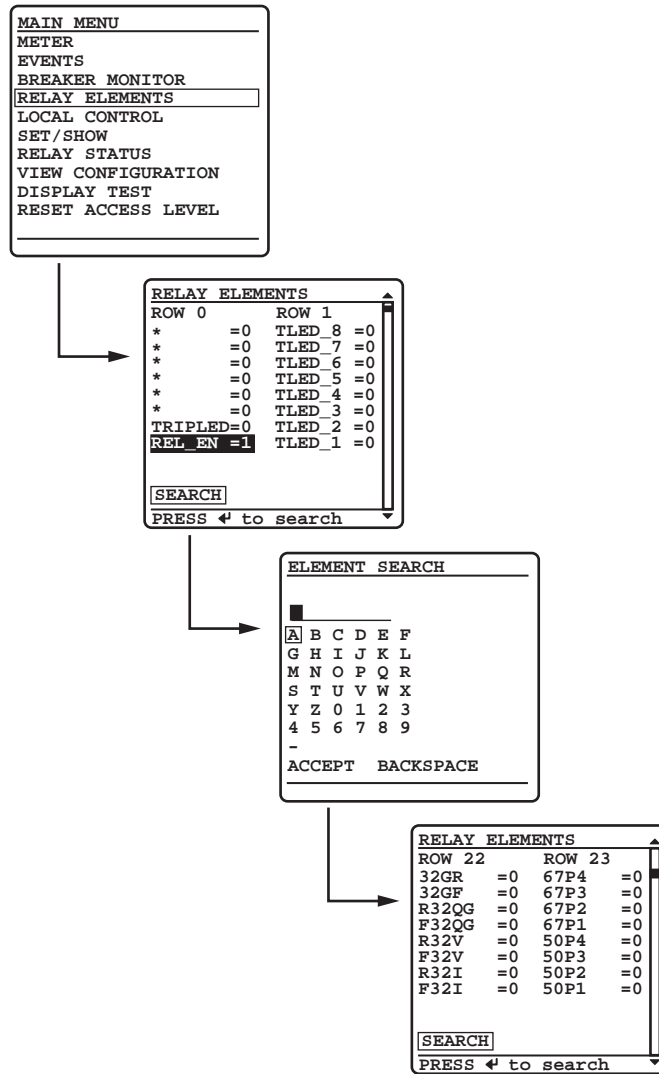 MAIN MENU
METER
EVENTS
BREAKER MONITOR
RELAY ELEMENTS
LOCAL CONTROL
SET/SHOW
RELAY STATUS
VIEW CONFIGURATION
DISPLAY TEST
RESET ACCESS LEVEL
RELAY ELEMENTS
ROW 0 ROW 1
* =0 TLED_8 =0
* =0 TLED_7 =0
* =0 TLED_6 =0
* =0 TLED_5 =0
* =0 TLED_4 =0
* =0 TLED_3 =0
TRIPLED=0 TLED_2 =0
REL_EN =1 TLED_1 =0
SEARCH
PRESS ↵ to search
ELEMENT SEARCH
A B C D E F
G H I J K L
M N O P Q R
S T U V W X
Y Z 0 1 2 3
4 5 6 7 8 9
–
ACCEPT BACKSPACE
RELAY ELEMENTS
ROW 22 ROW 23
32GR =0 67P4 =0
32GF =0 67P3 =0
R32QG =0 67P2 =0
F32QG =0 67P1 =0
R32V =0 50P4 =0
F32V =0 50P3 =0
R32I =0 50P2 =0
F32I =0 50P1 =0
SEARCH
PRESS ↵ to search